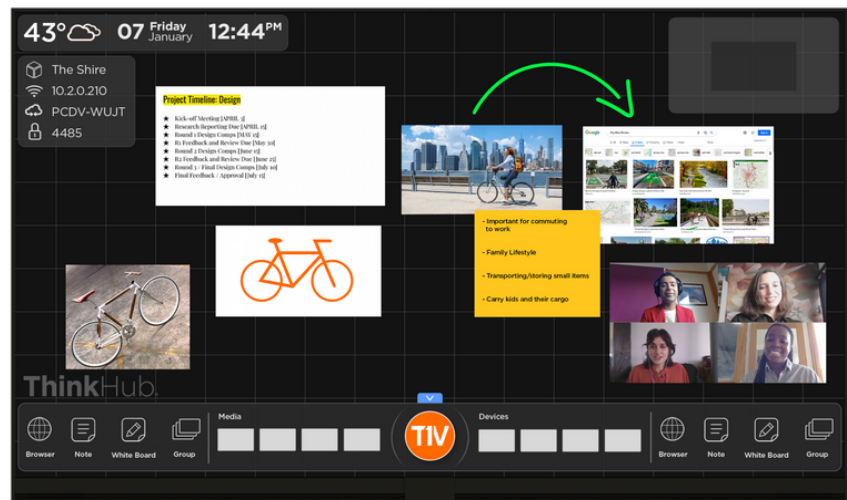 43° 07 Friday January 12:44PM
The Shire
10.2.0.210
PCDV-WUJT
4485
Project Timeline: Design
★ Kick-off Meeting [APRIL 3]
★ Research Reporting Due [APRIL 15]
★ Round 1 Design Comps [MAY 15]
★ R1 Feedback and Review Due [May 30]
★ Round 2 Design Comps [June 15]
★ R2 Feedback and Review Due [June 25]
★ Round 3 / Final Design Comps [July 10]
★ Final Feedback / Approval [July 15]
Google
- Important for commuting
to work
- Family Lifestyle
- Transporting/storing small items
- Carry kids and their cargo
ThinkHub.
Media
Devices
T1V
Browser Note White Board Group
Browser Note White Board Group